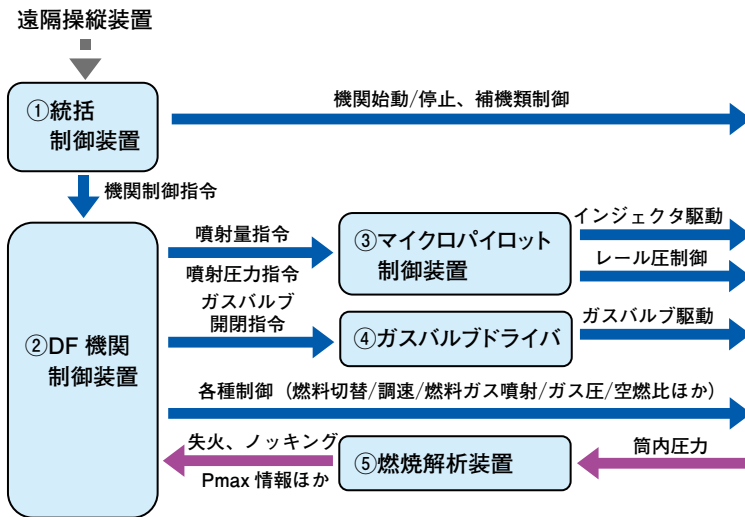 遠隔操縦装置
①統括
制御装置
機関始動/停止、補機類制御
機関制御指令
②DF 機関
制御装置
噴射量指令
噴射圧力指令
③マイクロパイロット
制御装置
インジェクタ駆動
レール圧制御
ガスバルブ
開閉指令
④ガスバルブドライバ
ガスバルブ駆動
各種制御（燃料切替/調速/燃料ガス噴射/ガス圧/空燃比ほか）
失火、ノッキング
Pmax 情報ほか
⑤燃焼解析装置
筒内圧力